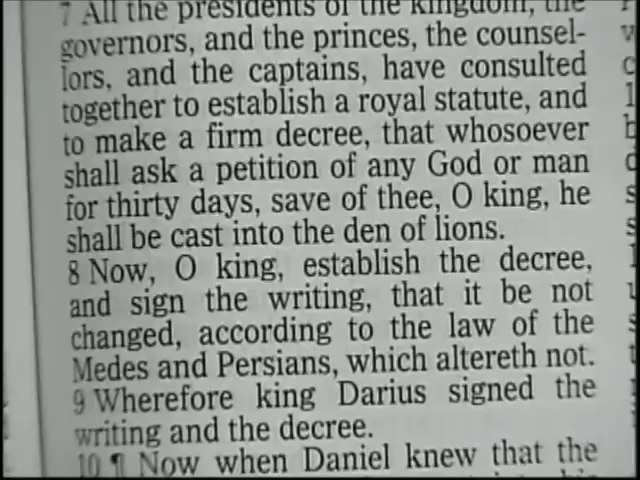 7 All the presidents of the kingdom, the
governors, and the princes, the counsel-
lors, and the captains, have consulted
together to establish a royal statute, and
to make a firm decree, that whosoever
shall ask a petition of any God or man
for thirty days, save of thee, O king, he
shall be cast into the den of lions.
8 Now, O king, establish the decree,
and sign the writing, that it be not
changed, according to the law of the
Medes and Persians, which altereth not.
9 Wherefore king Darius signed the
writing and the decree.
10 ¶ Now when Daniel knew that the